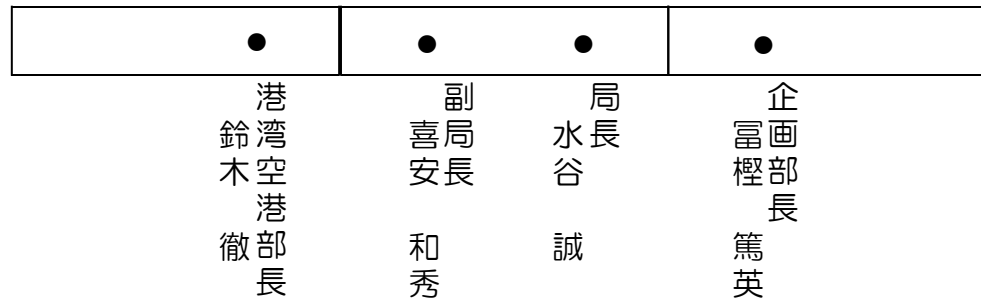 企画部長
冨樫 篤英
局長
水谷 誠
副局長
喜安 和秀
港湾空港部長
鈴木 徹